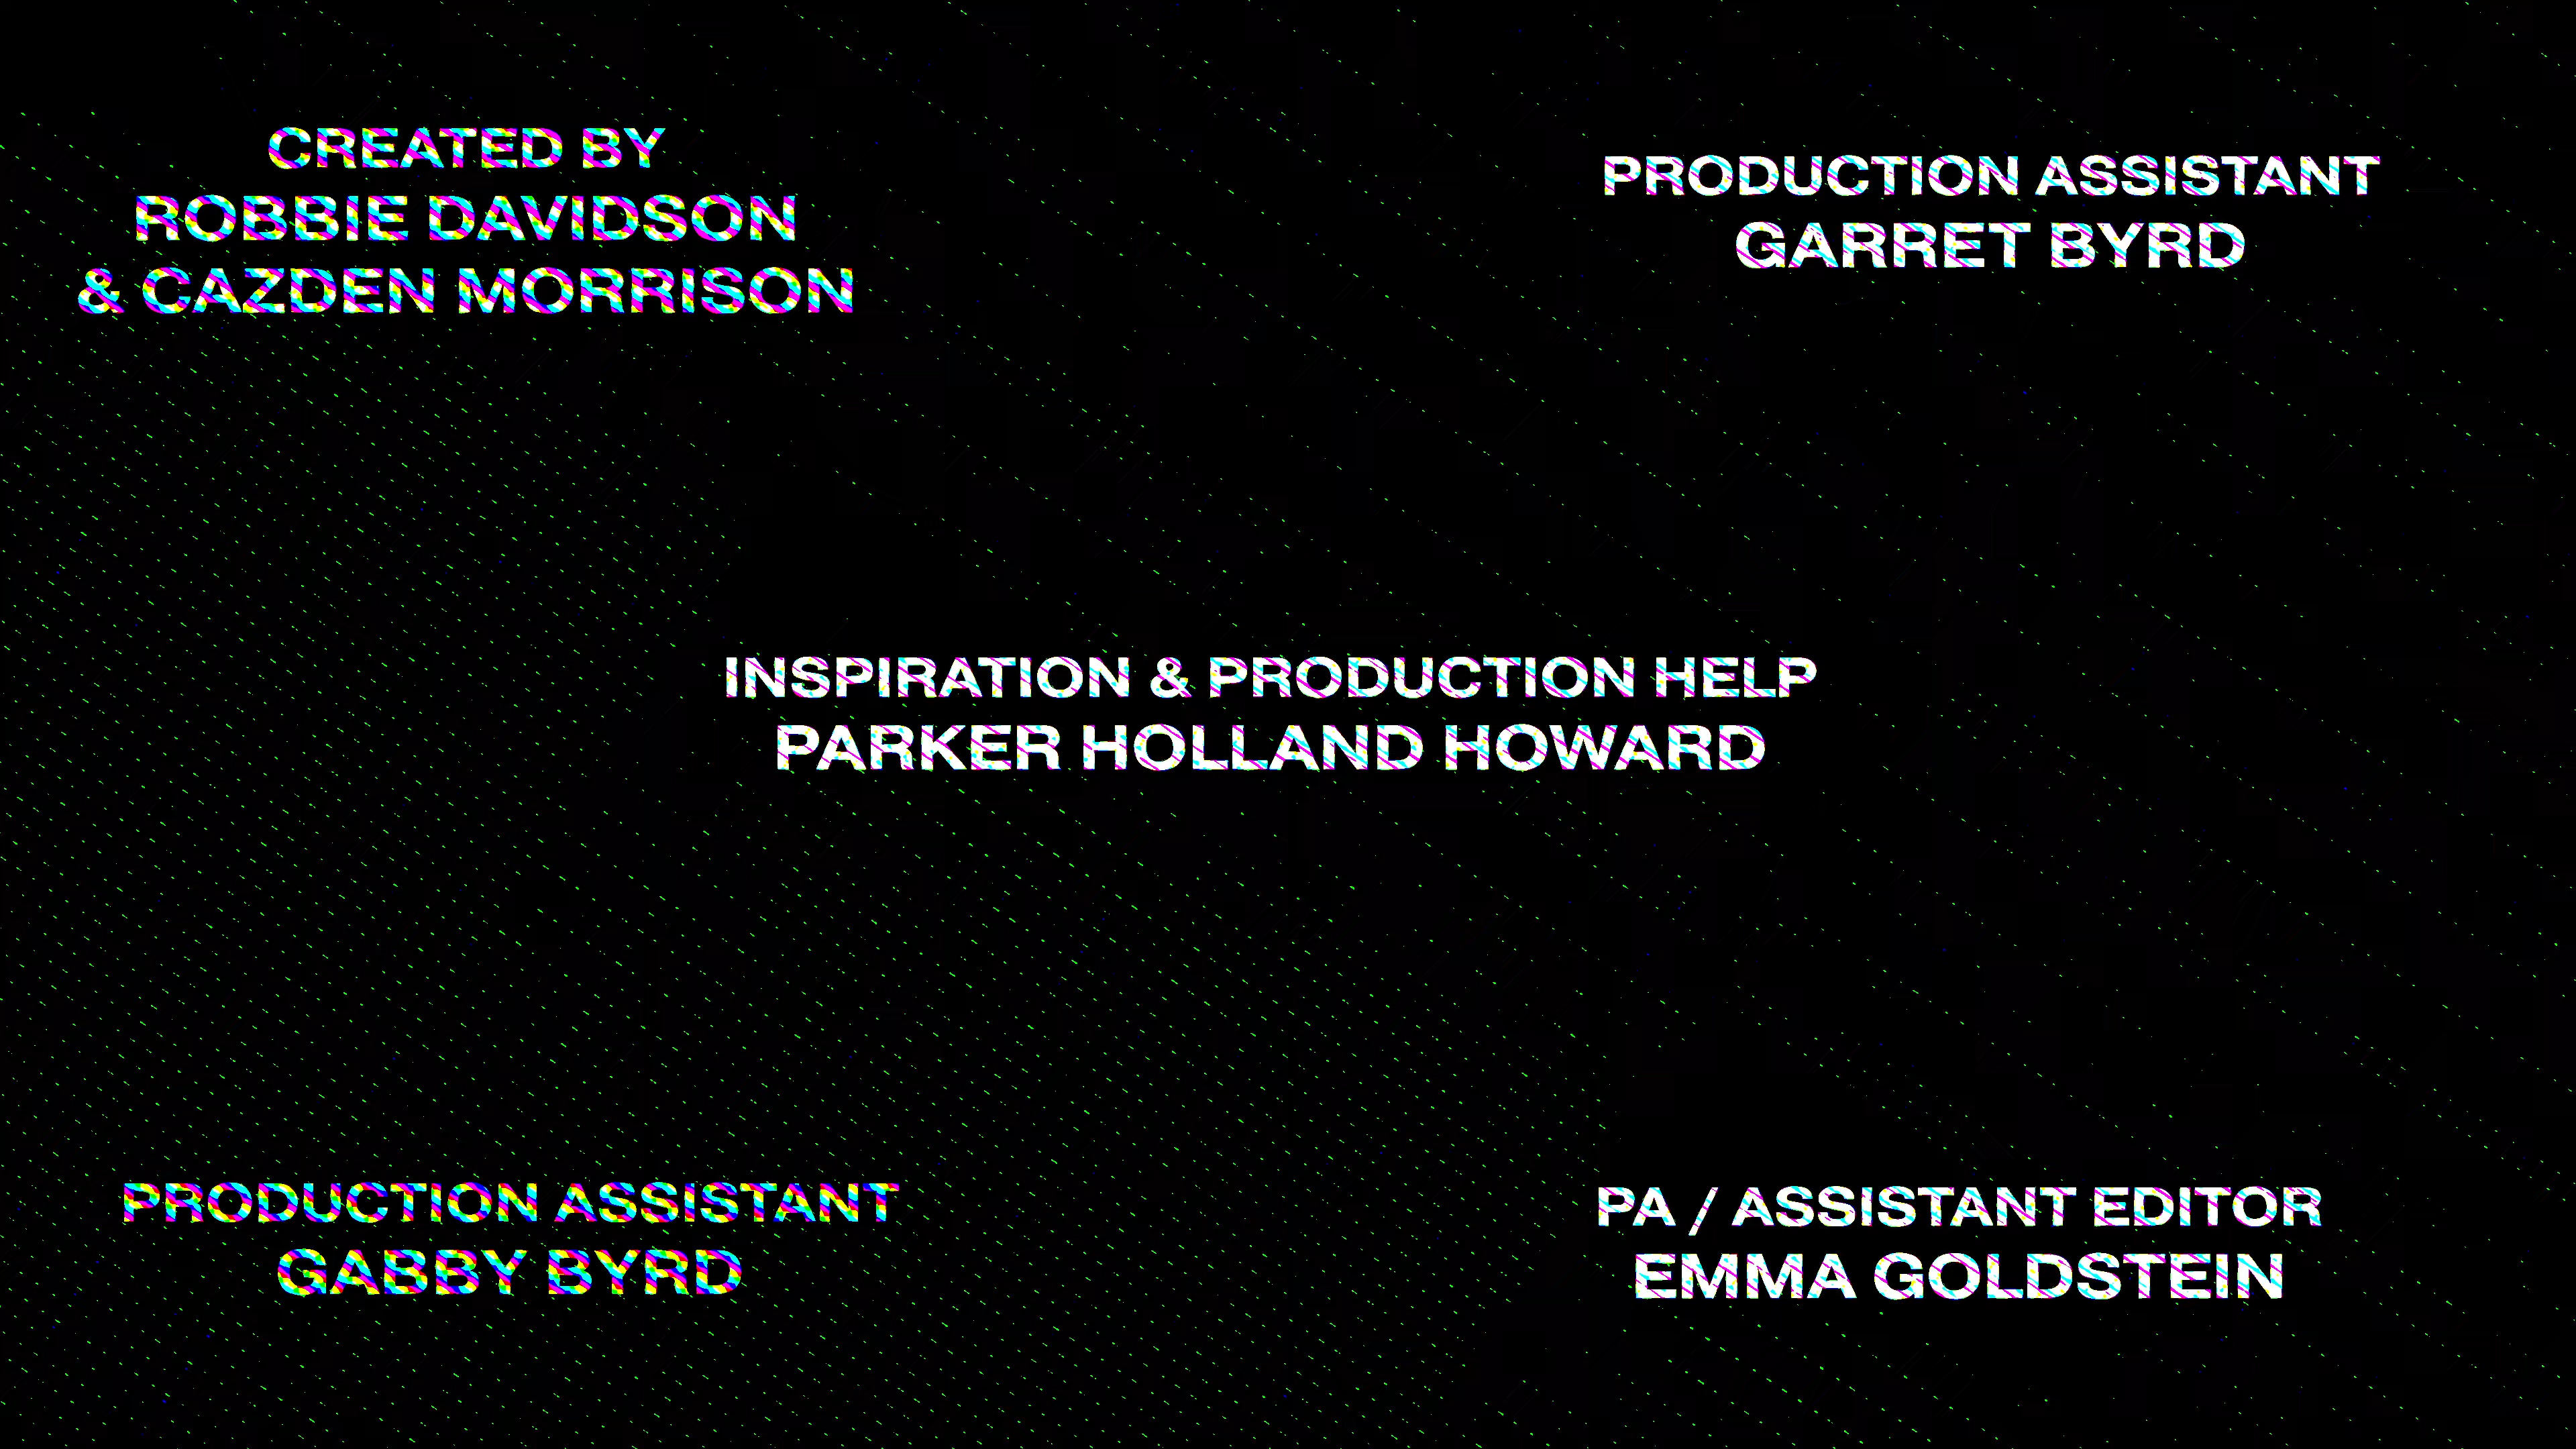 CREATED BY
ROBBIE DAVIDSON
& CAZDEN MORRISON
PRODUCTION ASSISTANT
GARRET BYRD
INSPIRATION & PRODUCTION HELP
PARKER HOLLAND HOWARD
PRODUCTION ASSISTANT
GABBY BYRD
PA / ASSISTANT EDITOR
EMMA GOLDSTEIN